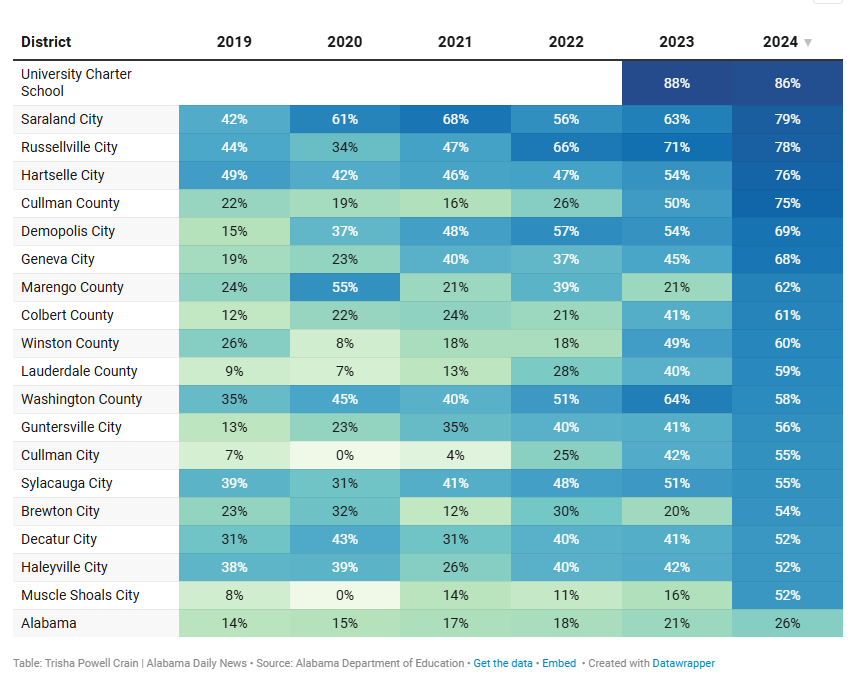 District 2019 2020 2021 2022 2023 2024 ▼
University Charter
School 88% 86%
Saraland City 42% 61% 68% 56% 63% 79%
Russellville City 44% 34% 47% 66% 71% 78%
Hartselle City 49% 42% 46% 47% 54% 76%
Cullman County 22% 19% 16% 26% 50% 75%
Demopolis City 15% 37% 48% 57% 54% 69%
Geneva City 19% 23% 40% 37% 45% 68%
Marengo County 24% 55% 21% 39% 21% 62%
Colbert County 12% 22% 24% 21% 41% 61%
Winston County 26% 8% 18% 18% 49% 60%
Lauderdale County 9% 7% 13% 28% 40% 59%
Washington County 35% 45% 40% 51% 64% 58%
Guntersville City 13% 23% 35% 40% 41% 56%
Cullman City 7% 0% 4% 25% 42% 55%
Sylacauga City 39% 31% 41% 48% 51% 55%
Brewton City 23% 32% 12% 30% 20% 54%
Decatur City 31% 43% 31% 40% 41% 52%
Haleyville City 38% 39% 26% 40% 42% 52%
Muscle Shoals City 8% 0% 14% 11% 16% 52%
Alabama 14% 15% 17% 18% 21% 26%
Table: Trisha Powell Crain | Alabama Daily News • Source: Alabama Department of Education • Get the data • Embed • Created with Datawrapper